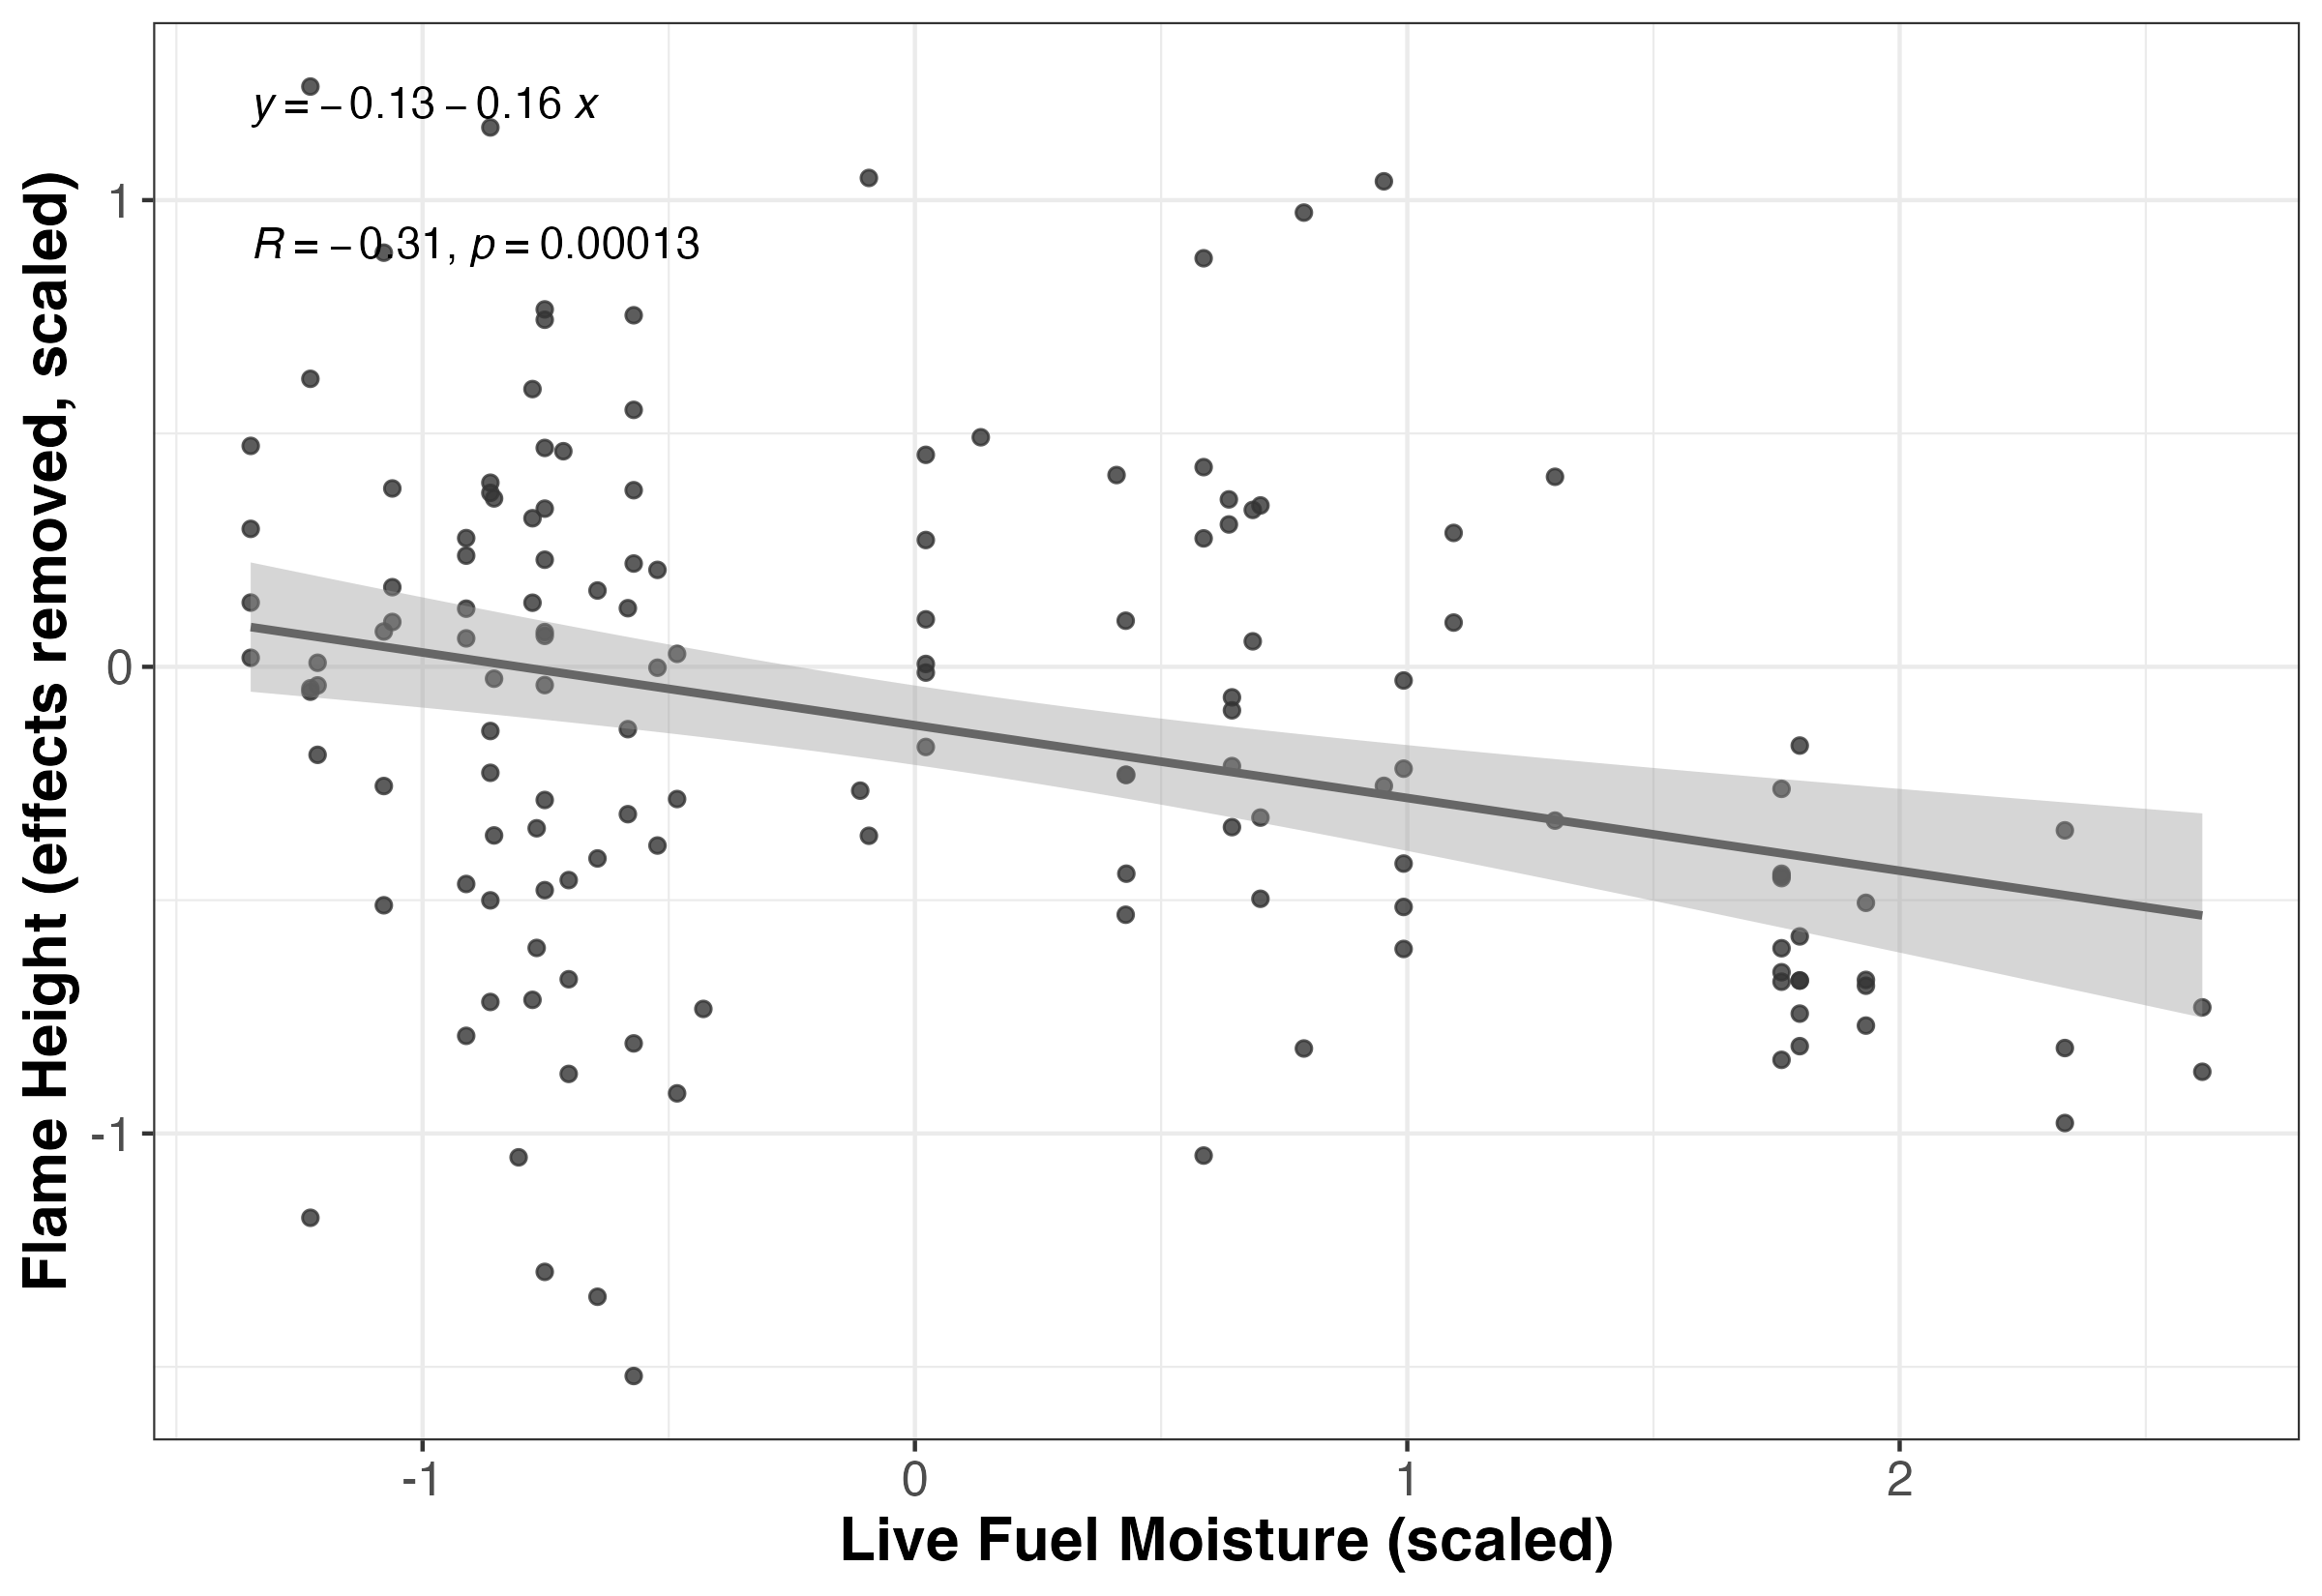 y = − 0.13 − 0.16 x
R = − 0.31, p = 0.00013
Flame Height (effects removed, scaled)
1
0
-1
-1 0 1 2
Live Fuel Moisture (scaled)